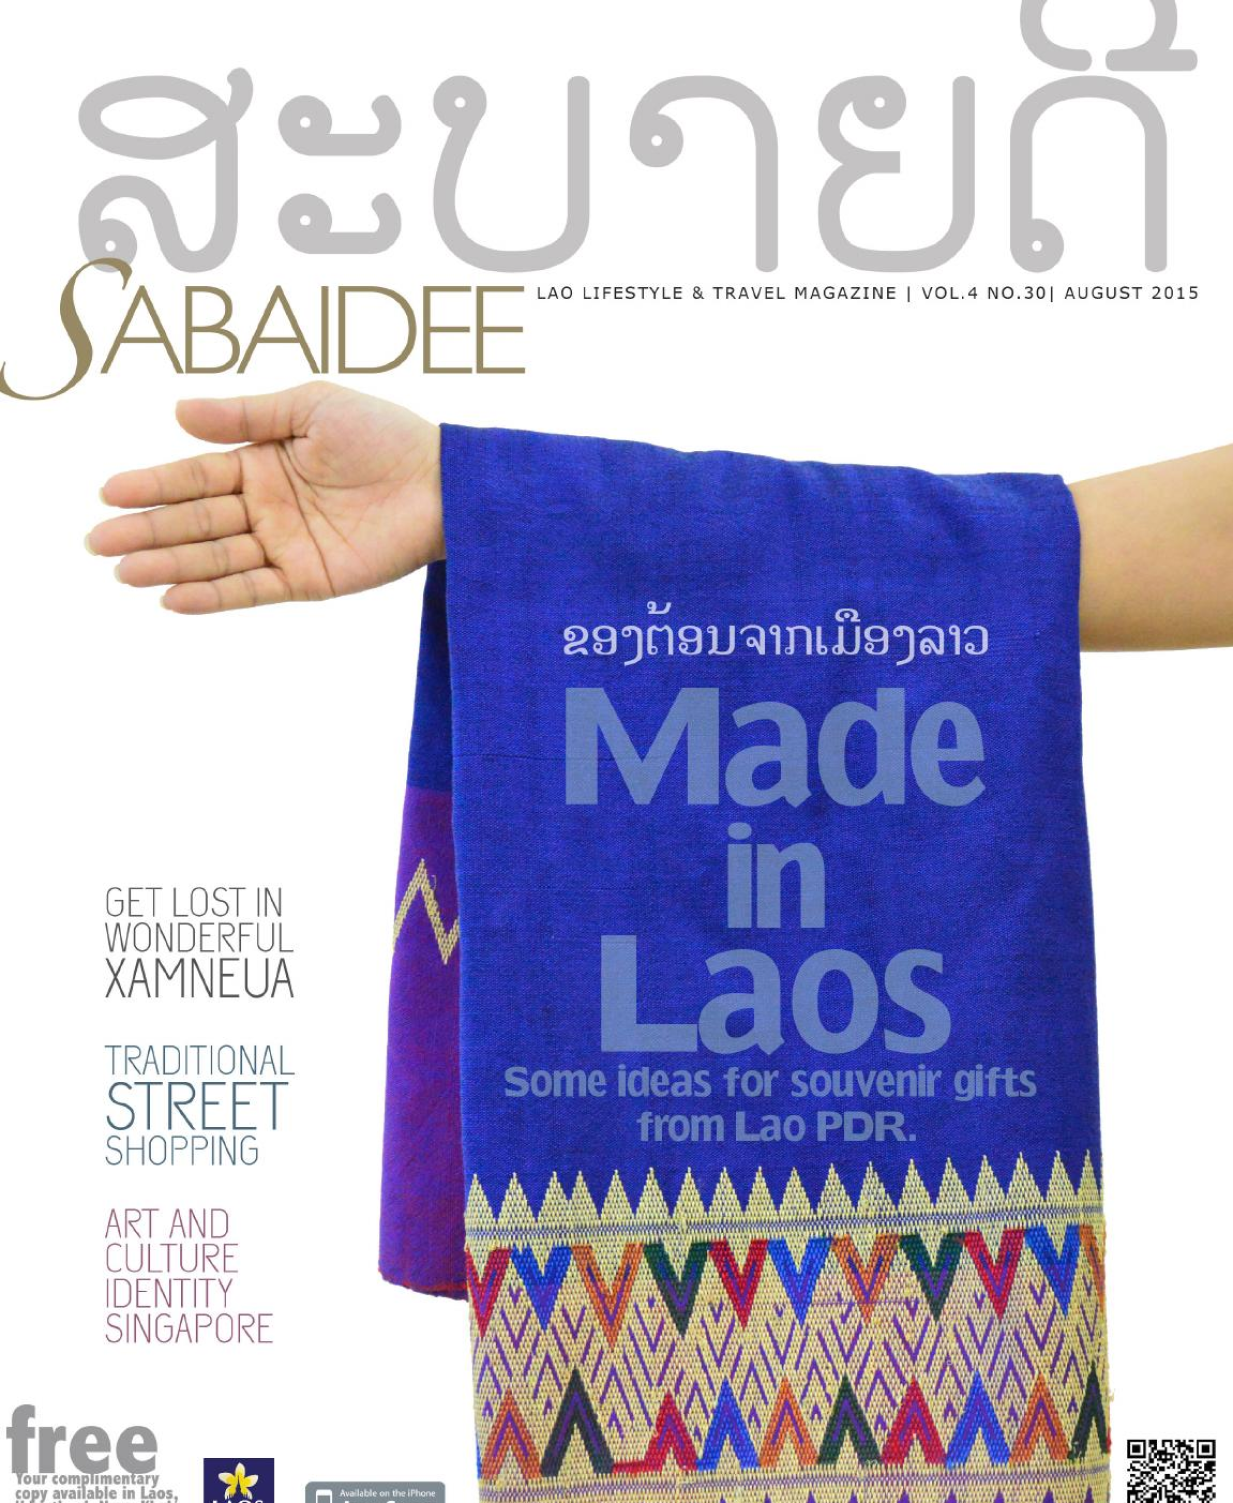 ສະບາຍດີ
SABAIDEE
LAO LIFESTYLE & TRAVEL MAGAZINE | VOL.4 NO.30| AUGUST 2015
ຂອງຕ້ອນຈາກເມືອງລາວ
Made
in
Laos
Some ideas for souvenir gifts
from Lao PDR.
GET LOST IN
WONDERFUL
XAMNEUA
TRADITIONAL
STREET
SHOPPING
ART AND
CULTURE
IDENTITY
SINGAPORE
free
Your complimentary
copy available in Laos,
LAOS
Available on the iPhone